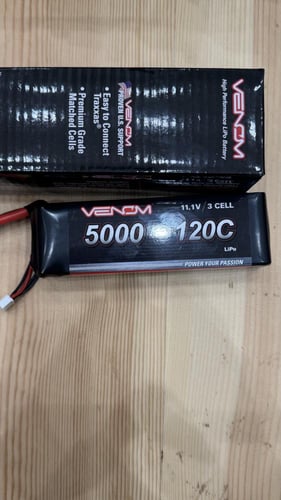 VENOM
High Performance LiPo Battery
VENOM
PROVEN U.S. SUPPORT
• Easy to Connect
Traxxas®
• Premium Grade
Matched Cells
VENOM
11.1V / 3 CELL
5000 120C
LiPo
POWER YOUR PASSION